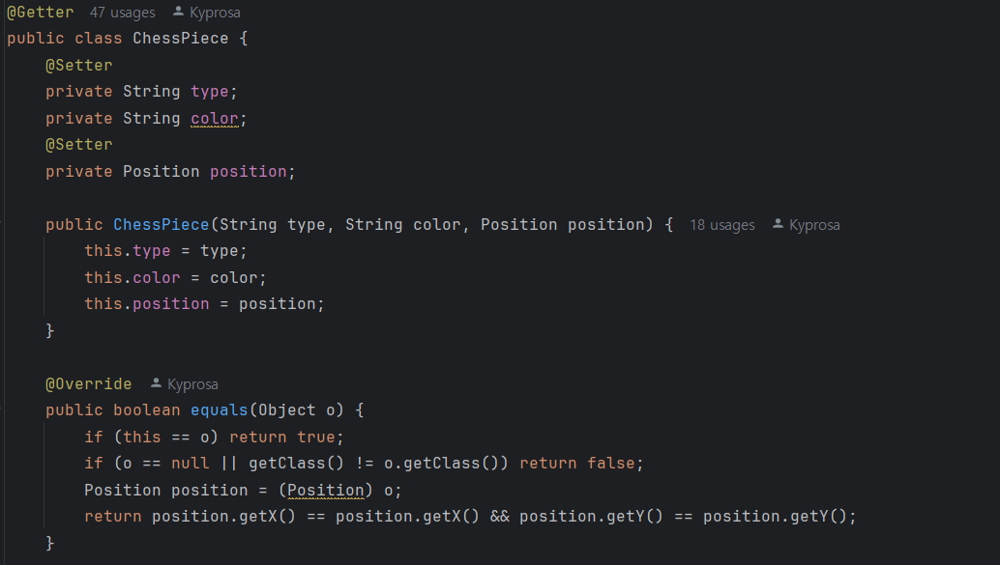 @Getter 47 usages Kyprosa
public class ChessPiece {
@Setter
private String type;
private String color;
@Setter
private Position position;
public ChessPiece(String type, String color, Position position) { 18 usages Kyprosa
this.type = type;
this.color = color;
this.position = position;
}
@Override Kyprosa
public boolean equals(Object o) {
if (this == o) return true;
if (o == null || getClass() != o.getClass()) return false;
Position position = (Position) o;
return position.getX() == position.getX() && position.getY() == position.getY();
}